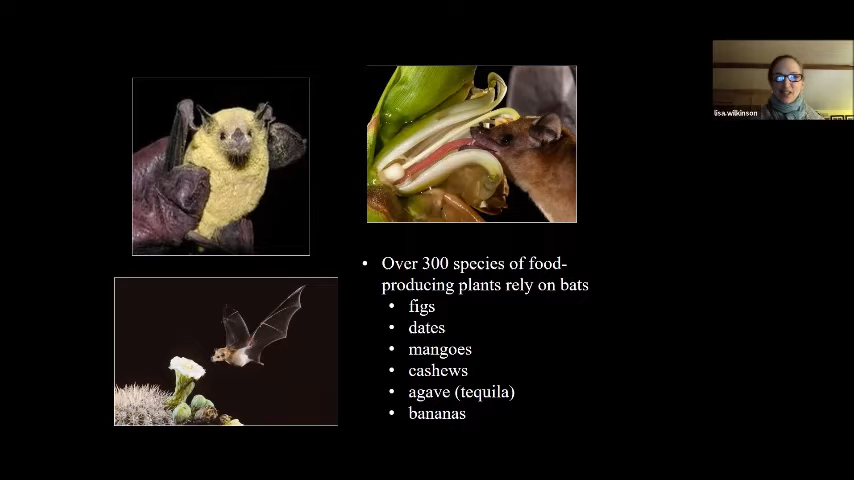 lisa.wilkinson
• Over 300 species of food-
producing plants rely on bats
• figs
• dates
• mangoes
• cashews
• agave (tequila)
• bananas